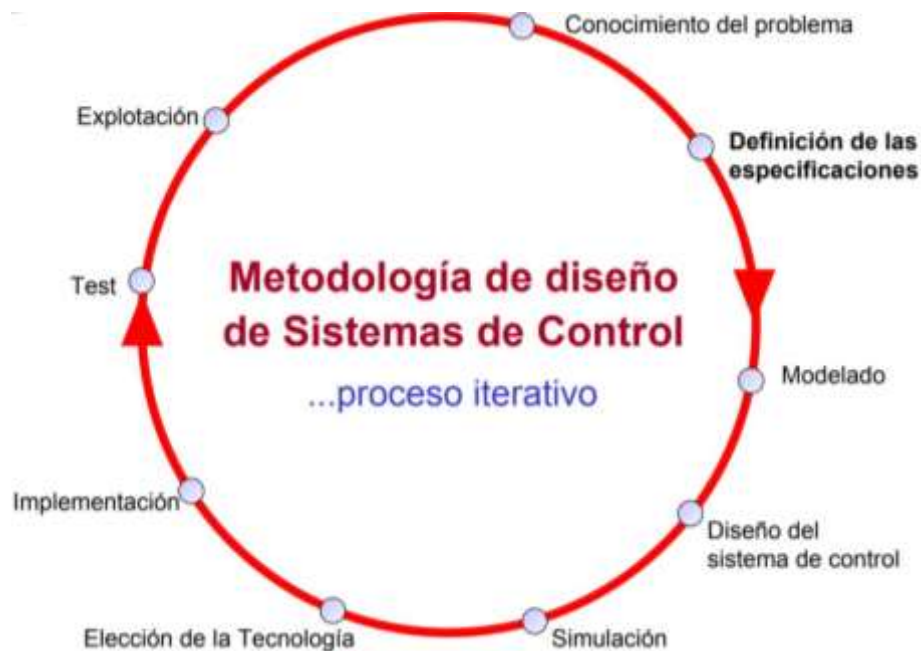 Conocimiento del problema
Definición de las
especificaciones
Modelado
Diseño del
sistema de control
Simulación
Elección de la Tecnología
Implementación
Test
Explotación
Metodología de diseño
de Sistemas de Control
...proceso iterativo